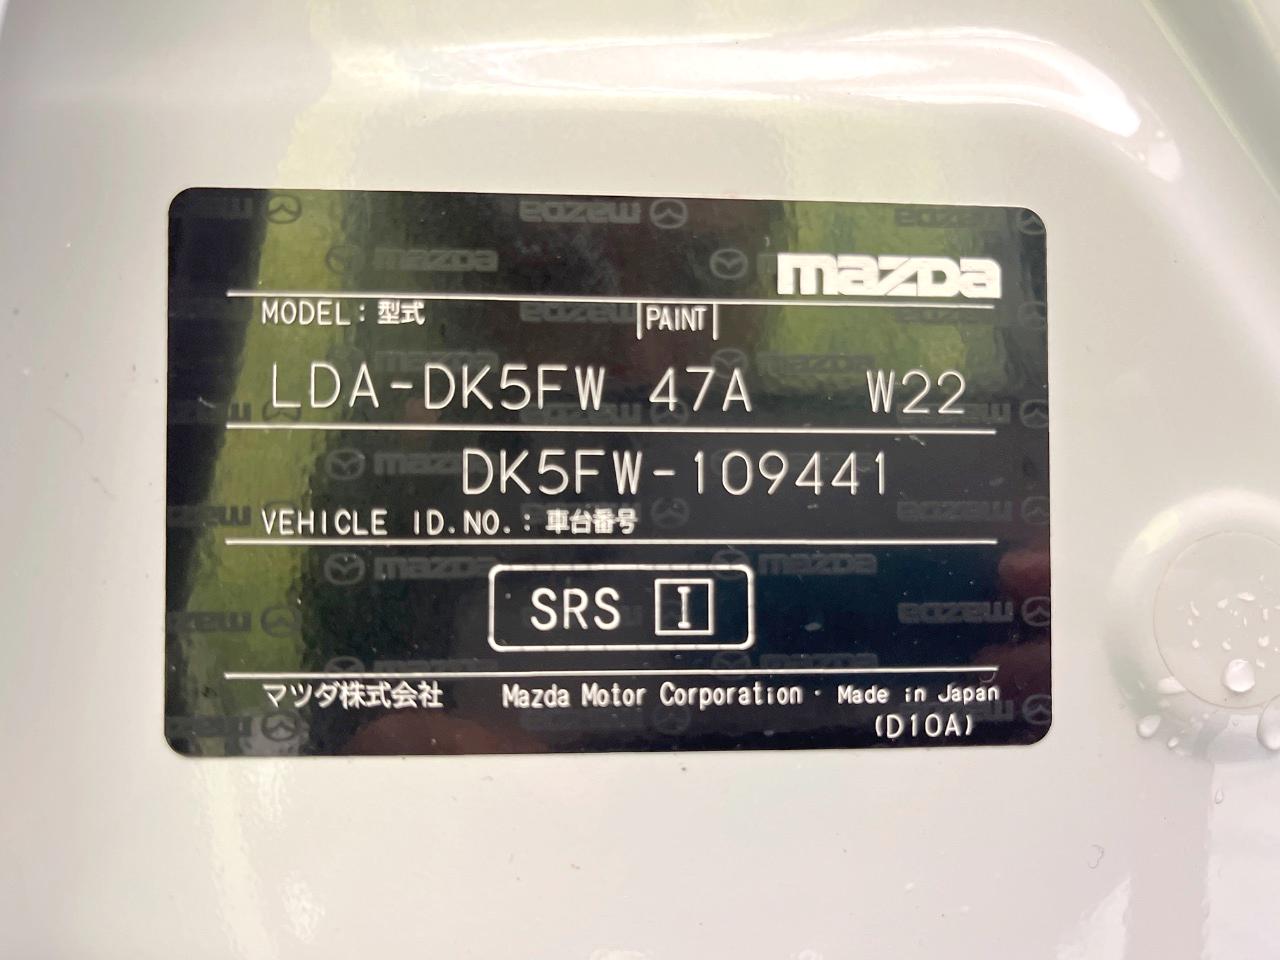 mazda
MODEL: 型式 PAINT
LDA-DK5FW 47A W22
DK5FW-109441
VEHICLE ID.NO.: 車台番号
SRS I
マツダ株式会社 Mazda Motor Corporation · Made in Japan
(D10A)